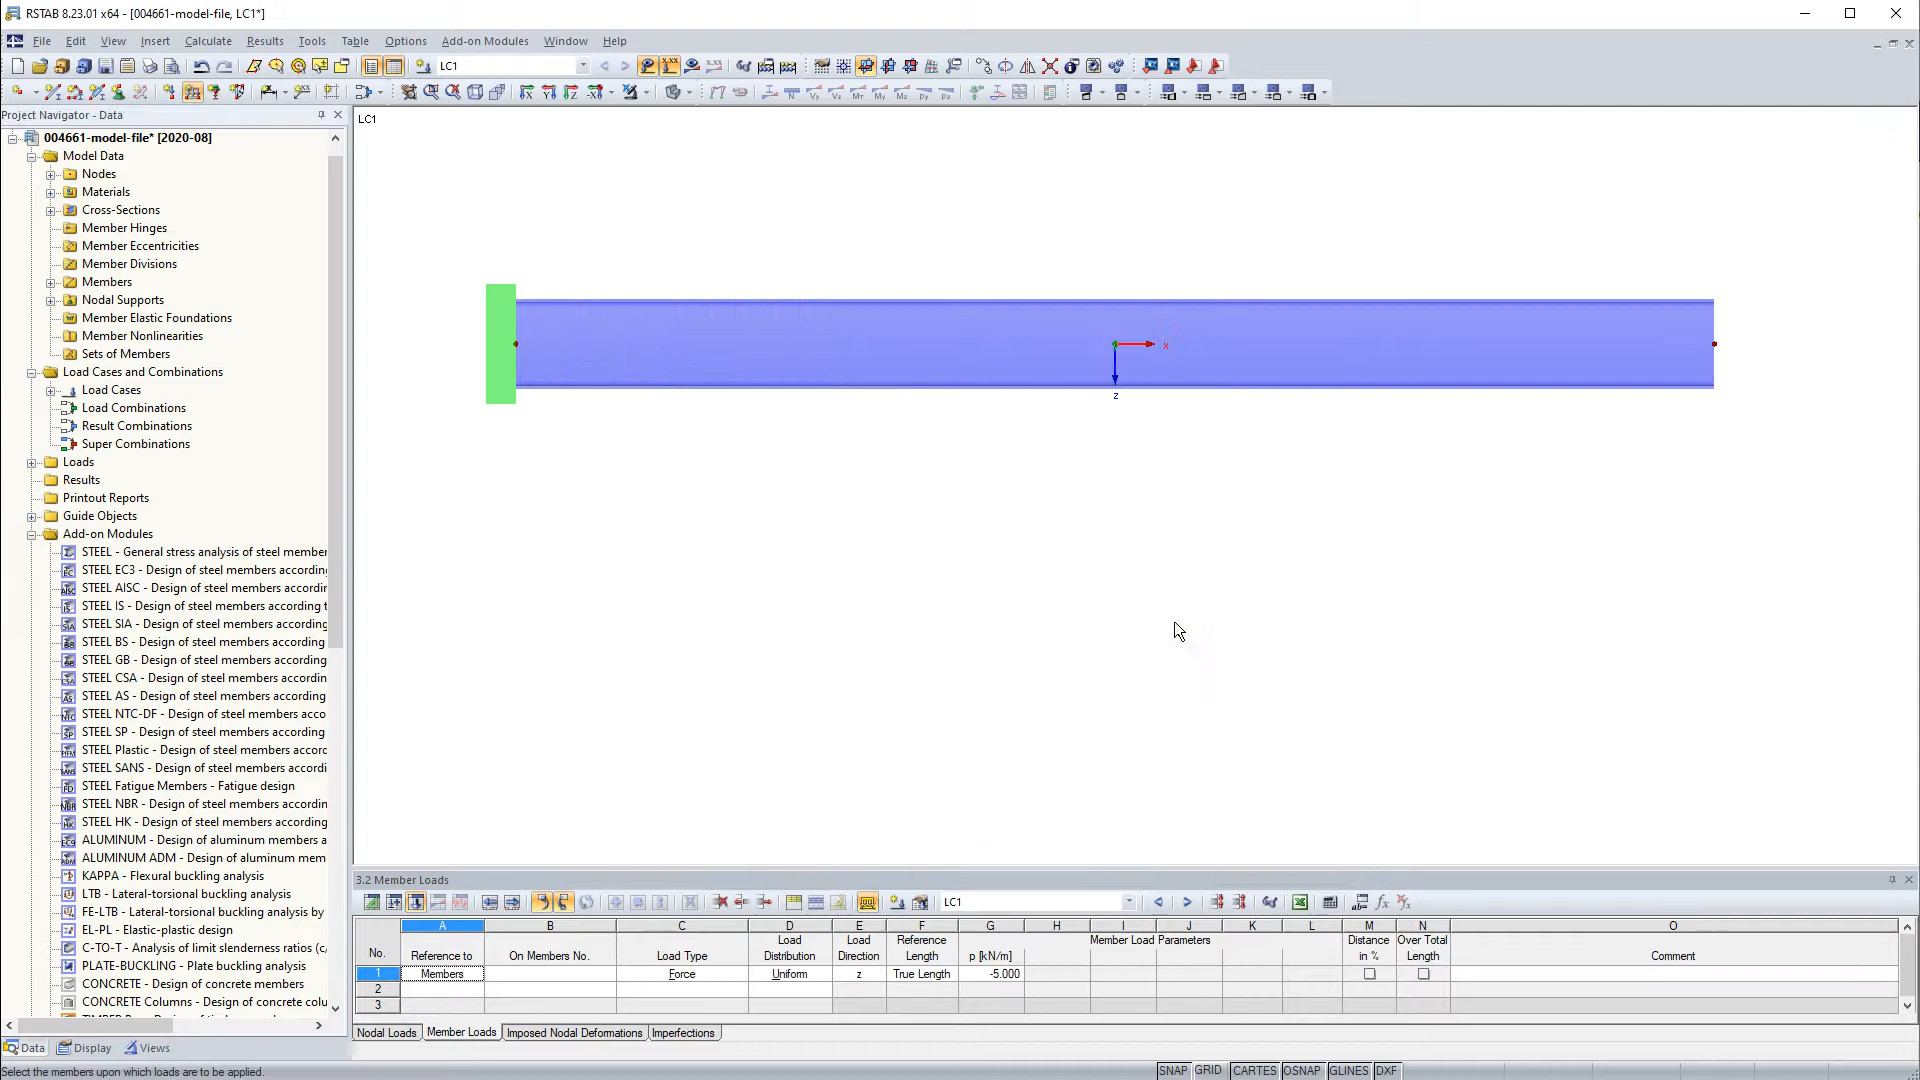 RSTAB 8.23.01 x64 - [004661-model-file, LC1*]
File Edit View Insert Calculate Results Tools Table Options Add-on Modules Window Help
LC1
Project Navigator - Data
LC1
004661-model-file* [2020-08]
Model Data
Nodes
Materials
Cross-Sections
Member Hinges
Member Eccentricities
Member Divisions
Members
Nodal Supports
Member Elastic Foundations
Member Nonlinearities
Sets of Members
Load Cases and Combinations
Load Cases
Load Combinations
Result Combinations
Super Combinations
Loads
Results
Printout Reports
Guide Objects
Add-on Modules
STEEL - General stress analysis of steel member
STEEL EC3 - Design of steel members accordin
STEEL AISC - Design of steel members accordi
STEEL IS - Design of steel members according t
STEEL SIA - Design of steel members according
STEEL BS - Design of steel members according
STEEL GB - Design of steel members according
STEEL CSA - Design of steel members according
STEEL AS - Design of steel members according
STEEL NTC-DF - Design of steel members acco
STEEL SP - Design of steel members according
STEEL Plastic - Design of steel members accord
STEEL SANS - Design of steel members accordi
STEEL Fatigue Members - Fatigue design
STEEL NBR - Design of steel members accordin
STEEL HK - Design of steel members according
ALUMINUM - Design of aluminum members a
ALUMINUM ADM - Design of aluminum mem
KAPPA - Flexural buckling analysis
LTB - Lateral-torsional buckling analysis
FE-LTB - Lateral-torsional buckling analysis by
EL-PL - Elastic-plastic design
C-TO-T - Analysis of limit slenderness ratios (c/
PLATE-BUCKLING - Plate buckling analysis
CONCRETE - Design of concrete members
CONCRETE Columns - Design of concrete colu
Data Display Views
x
z
3.2 Member Loads
LC1
A B C D E F G H I J K L M N O
Load Load Reference Member Load Parameters Distance Over Total
No. Reference to On Members No. Load Type Distribution Direction Length p [kN/m] in % Length Comment
1 Members Force Uniform z True Length -5.000
2
3
Nodal Loads Member Loads Imposed Nodal Deformations Imperfections
Select the members upon which loads are to be applied.
SNAP GRID CARTES OSNAP GLINES DXF